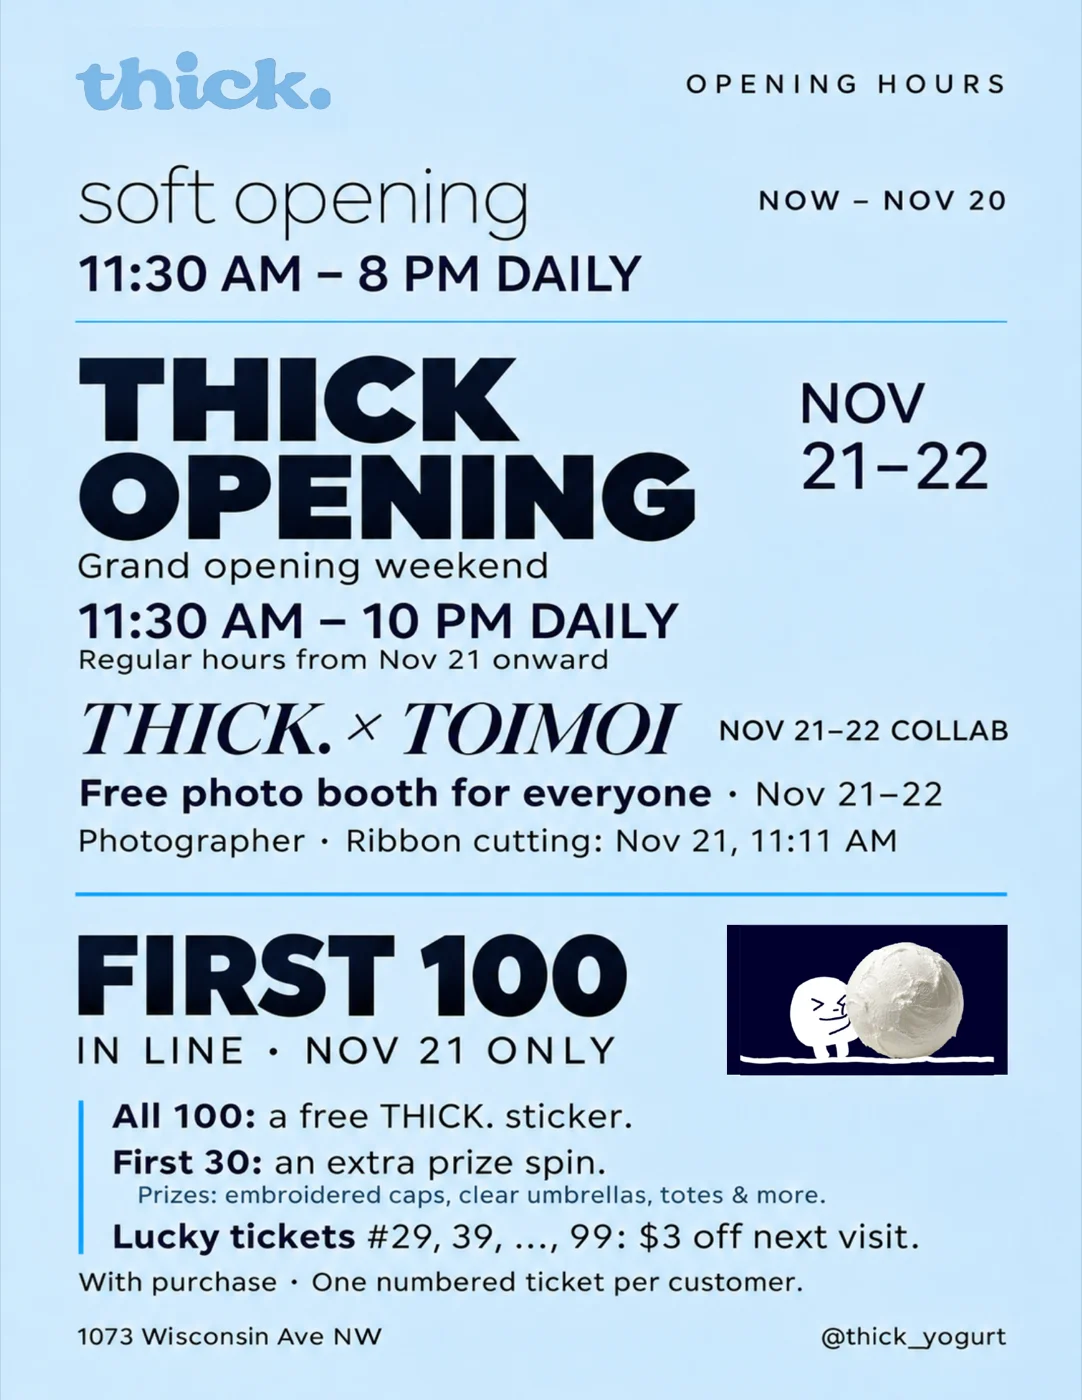 thick.
OPENING HOURS
soft opening
NOW – NOV 20
11:30 AM – 8 PM DAILY
THICK
OPENING
NOV
21–22
Grand opening weekend
11:30 AM – 10 PM DAILY
Regular hours from Nov 21 onward
THICK. × TOIMOI
NOV 21–22 COLLAB
Free photo booth for everyone · Nov 21–22
Photographer · Ribbon cutting: Nov 21, 11:11 AM
FIRST 100
IN LINE · NOV 21 ONLY
All 100: a free THICK. sticker.
First 30: an extra prize spin.
Prizes: embroidered caps, clear umbrellas, totes & more.
Lucky tickets #29, 39, ..., 99: $3 off next visit.
With purchase · One numbered ticket per customer.
1073 Wisconsin Ave NW
@thick_yogurt